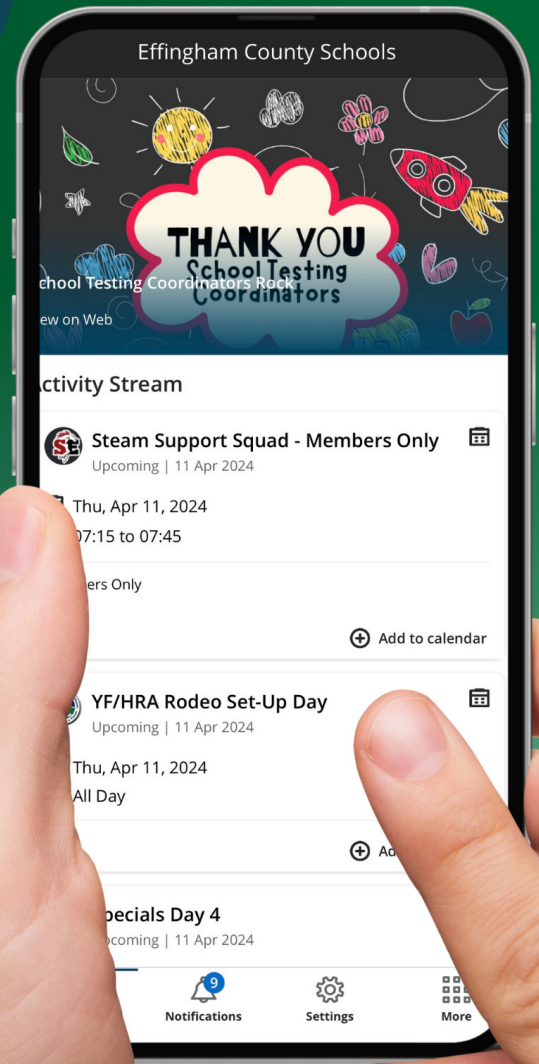 Effingham County Schools
THANK YOU
School Testing
Coordinators
chool Testing Coordinators Rock
ew on Web
ctivity Stream
SE
Steam Support Squad - Members Only
Upcoming | 11 Apr 2024
Thu, Apr 11, 2024
07:15 to 07:45
ers Only
Add to calendar
YF/HRA Rodeo Set-Up Day
Upcoming | 11 Apr 2024
Thu, Apr 11, 2024
All Day
Ad
pecials Day 4
pcoming | 11 Apr 2024
9
Notifications
Settings
More